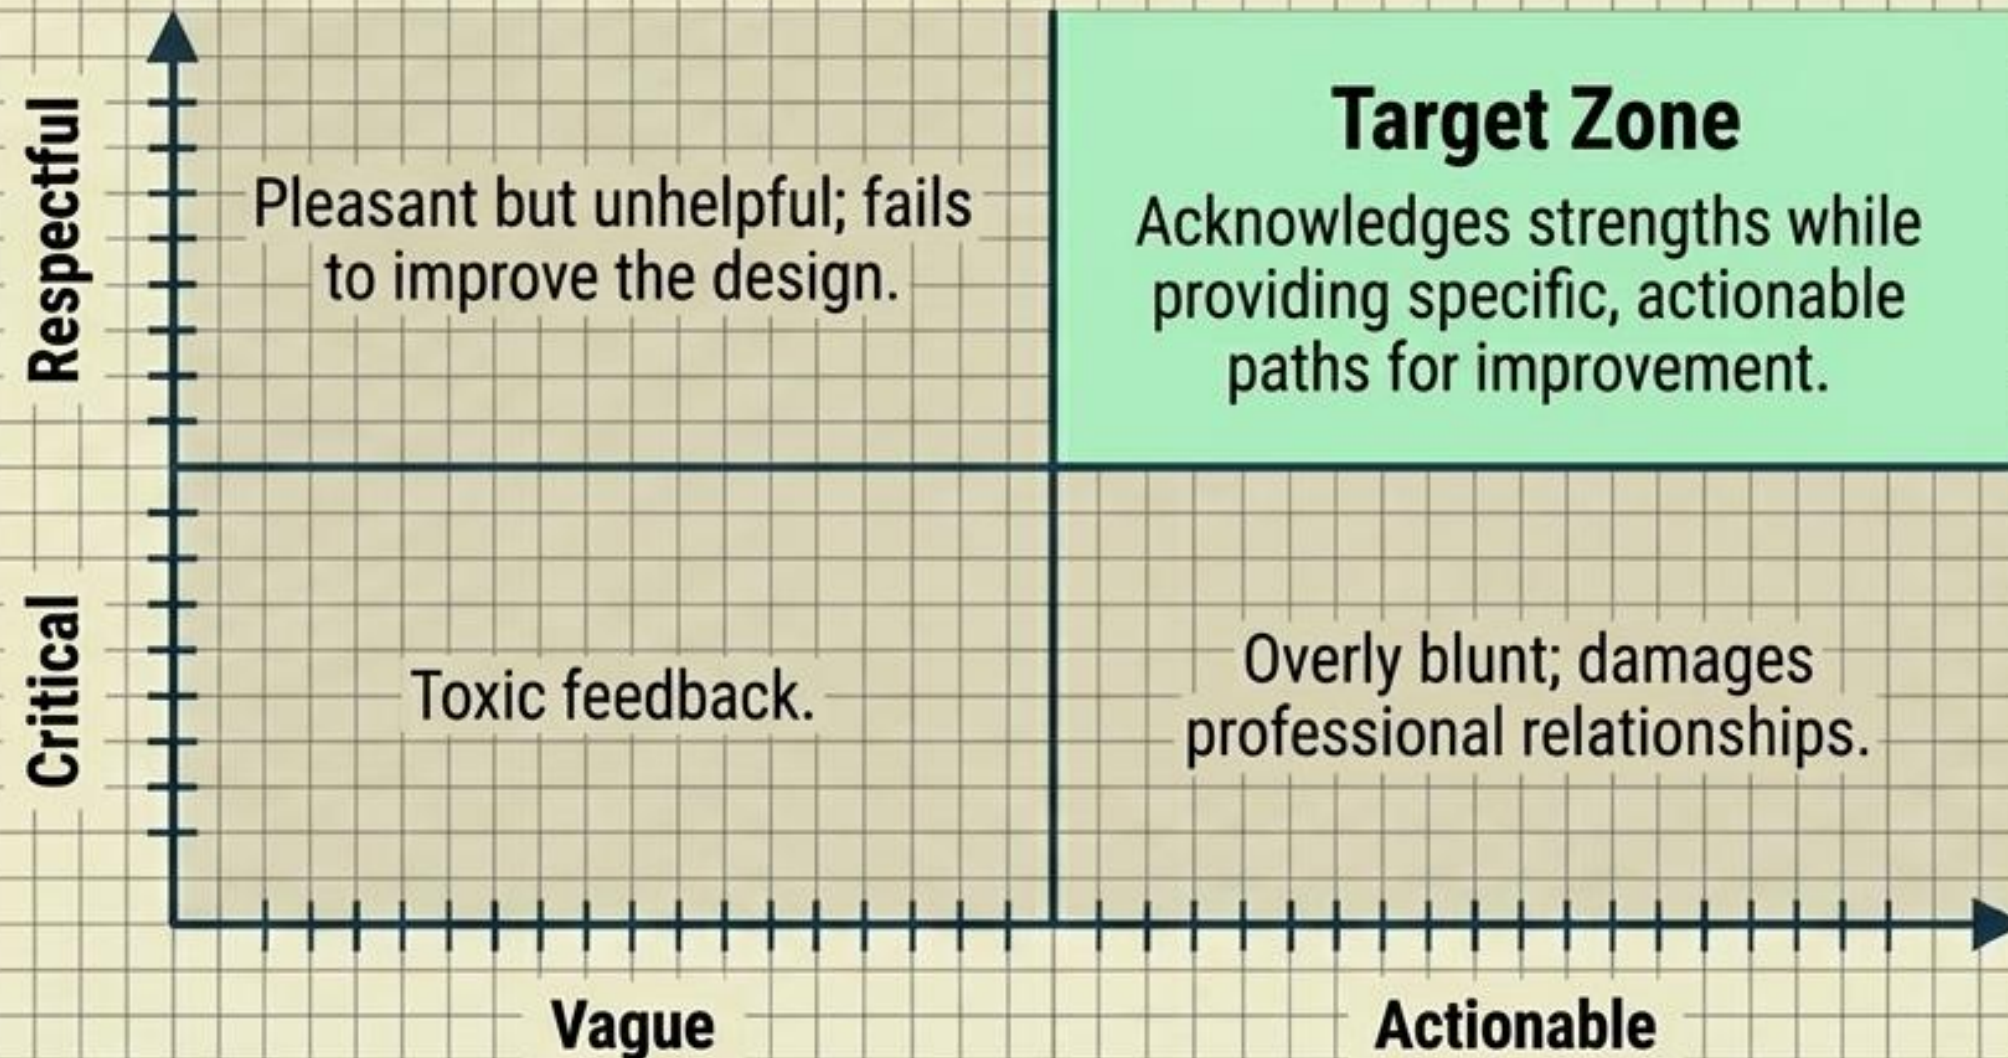 Respectful
Pleasant but unhelpful; fails
to improve the design.
Target Zone
Acknowledges strengths while
providing specific, actionable
paths for improvement.
Critical
Toxic feedback.
Overly blunt; damages
professional relationships.
Vague
Actionable